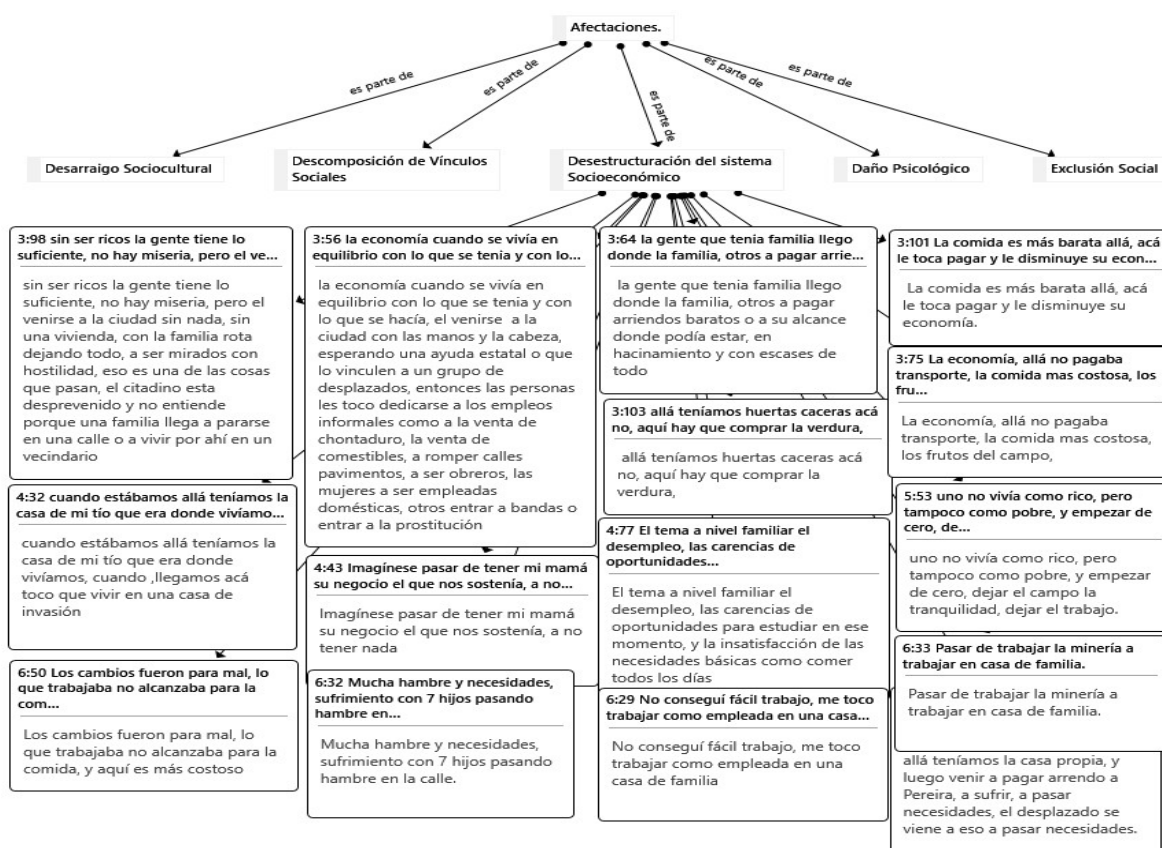 Afectaciones.
es parte de
es parte de
es parte de
es parte de
es parte de
Desarraigo Sociocultural
Descomposición de Vínculos
Sociales
Desestructuración del sistema
Socioeconómico
Daño Psicológico
Exclusión Social
3:98 sin ser ricos la gente tiene lo
suficiente, no hay miseria, pero el ve...
sin ser ricos la gente tiene lo
suficiente, no hay miseria, pero el
venirse a la ciudad sin nada, sin
una vivienda, con la familia rota
dejando todo, a ser mirados con
hostilidad, eso es una de las cosas
que pasan, el citadino esta
desprevenido y no entiende
porque una familia llega a pararse
en una calle o a vivir por ahí en un
vecindario
4:32 cuando estábamos allá teníamos la
casa de mi tío que era donde vivíamo...
cuando estábamos allá teníamos la
casa de mi tío que era donde
vivíamos, cuando ,llegamos acá
toco que vivir en una casa de
invasión
6:50 Los cambios fueron para mal, lo
que trabajaba no alcanzaba para la
com...
Los cambios fueron para mal, lo
que trabajaba no alcanzaba para la
comida, y aquí es más costoso
3:56 la economía cuando se vivía en
equilibrio con lo que se tenia y con lo...
la economía cuando se vivía en
equilibrio con lo que se tenia y con
lo que se hacía, el venirse a la
ciudad con las manos y la cabeza,
esperando una ayuda estatal o que
lo vinculen a un grupo de
desplazados, entonces las personas
les toco dedicarse a los empleos
informales como a la venta de
chontaduro, la venta de
comestibles, a romper calles
pavimentos, a ser obreros, las
mujeres a ser empleadas
domésticas, otros entrar a bandas o
entrar a la prostitución
4:43 Imagínese pasar de tener mi mamá
su negocio el que nos sostenía, a no...
Imagínese pasar de tener mi mamá
su negocio el que nos sostenía, a no
tener nada
6:32 Mucha hambre y necesidades,
sufrimiento con 7 hijos pasando
hambre en...
Mucha hambre y necesidades,
sufrimiento con 7 hijos pasando
hambre en la calle.
3:64 la gente que tenia familia llego
donde la familia, otros a pagar arrie...
la gente que tenia familia llego
donde la familia, otros a pagar
arriendos baratos o a su alcance
donde podía estar, en
hacinamiento y con escases de
todo
3:103 allá teníamos huertas caceras acá
no, aquí hay que comprar la verdura,
allá teníamos huertas caceras acá
no, aquí hay que comprar la
verdura,
4:77 El tema a nivel familiar el
desempleo, las carencias de
oportunidades...
El tema a nivel familiar el
desempleo, las carencias de
oportunidades para estudiar en ese
momento, y la insatisfacción de las
necesidades básicas como comer
todos los días
6:29 No conseguí fácil trabajo, me toco
trabajar como empleada en una casa...
No conseguí fácil trabajo, me toco
trabajar como empleada en una
casa de familia
3:101 La comida es más barata allá, acá
le toca pagar y le disminuye su econ...
La comida es más barata allá, acá
le toca pagar y le disminuye su
economía.
3:75 La economía, allá no pagaba
transporte, la comida mas costosa, los
fru...
La economía, allá no pagaba
transporte, la comida mas costosa,
los frutos del campo,
5:53 uno no vivía como rico, pero
tampoco como pobre, y empezar de
cero, de...
uno no vivía como rico, pero
tampoco como pobre, y empezar
de cero, dejar el campo la
tranquilidad, dejar el trabajo.
6:33 Pasar de trabajar la minería a
trabajar en casa de familia.
Pasar de trabajar la minería a
trabajar en casa de familia.
allá teníamos la casa propia, y
luego venir a pagar arrendo a
Pereira, a sufrir, a pasar
necesidades, el desplazado se
viene a eso a pasar necesidades.